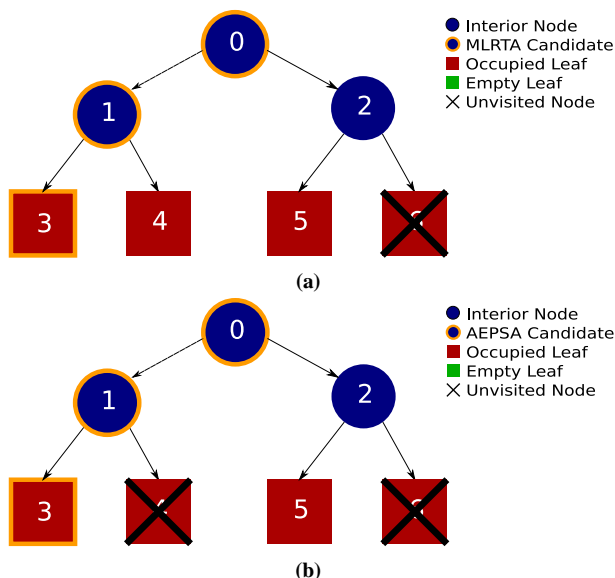 0
1
2
3
4
5
Interior Node
MLRTA Candidate
Occupied Leaf
Empty Leaf
Unvisited Node
(a)
0
1
2
3
5
Interior Node
AEPSA Candidate
Occupied Leaf
Empty Leaf
Unvisited Node
(b)